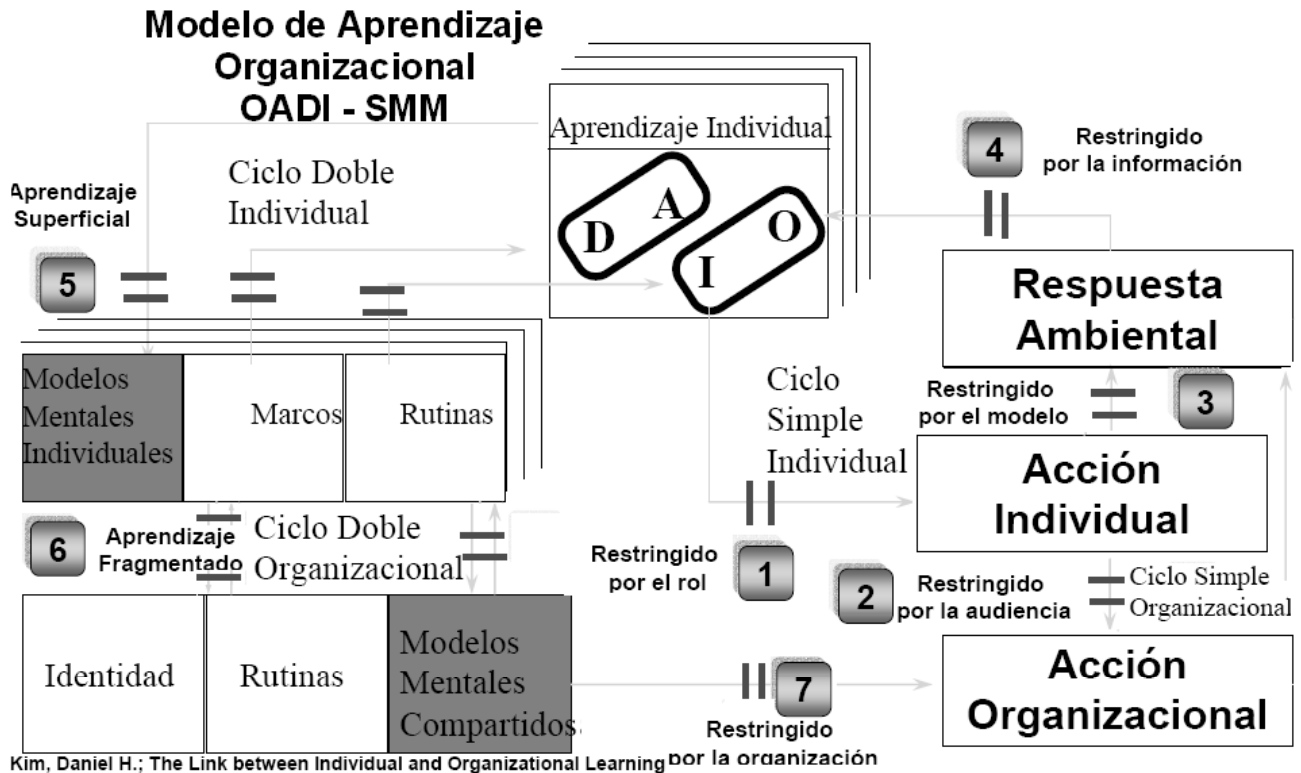 Modelo de Aprendizaje
Organizacional
OADI - SMM
Aprendizaje Individual
D A
I O
4
Restringido
por la información
Ciclo Doble
Individual
Aprendizaje
Superficial
5
Respuesta
Ambiental
Modelos
Mentales
Individuales
Marcos
Rutinas
Ciclo
Simple
Individual
Restringido
por el modelo
3
Acción
Individual
6
Aprendizaje
Fragmentado
Ciclo Doble
Organizacional
Restringido
por el rol
1
2
Restringido
por la audiencia
Ciclo Simple
Organizacional
Identidad
Rutinas
Modelos
Mentales
Compartidos
7
Restringido
por la organización
Acción
Organizacional
Kim, Daniel H.; The Link between Individual and Organizational Learning